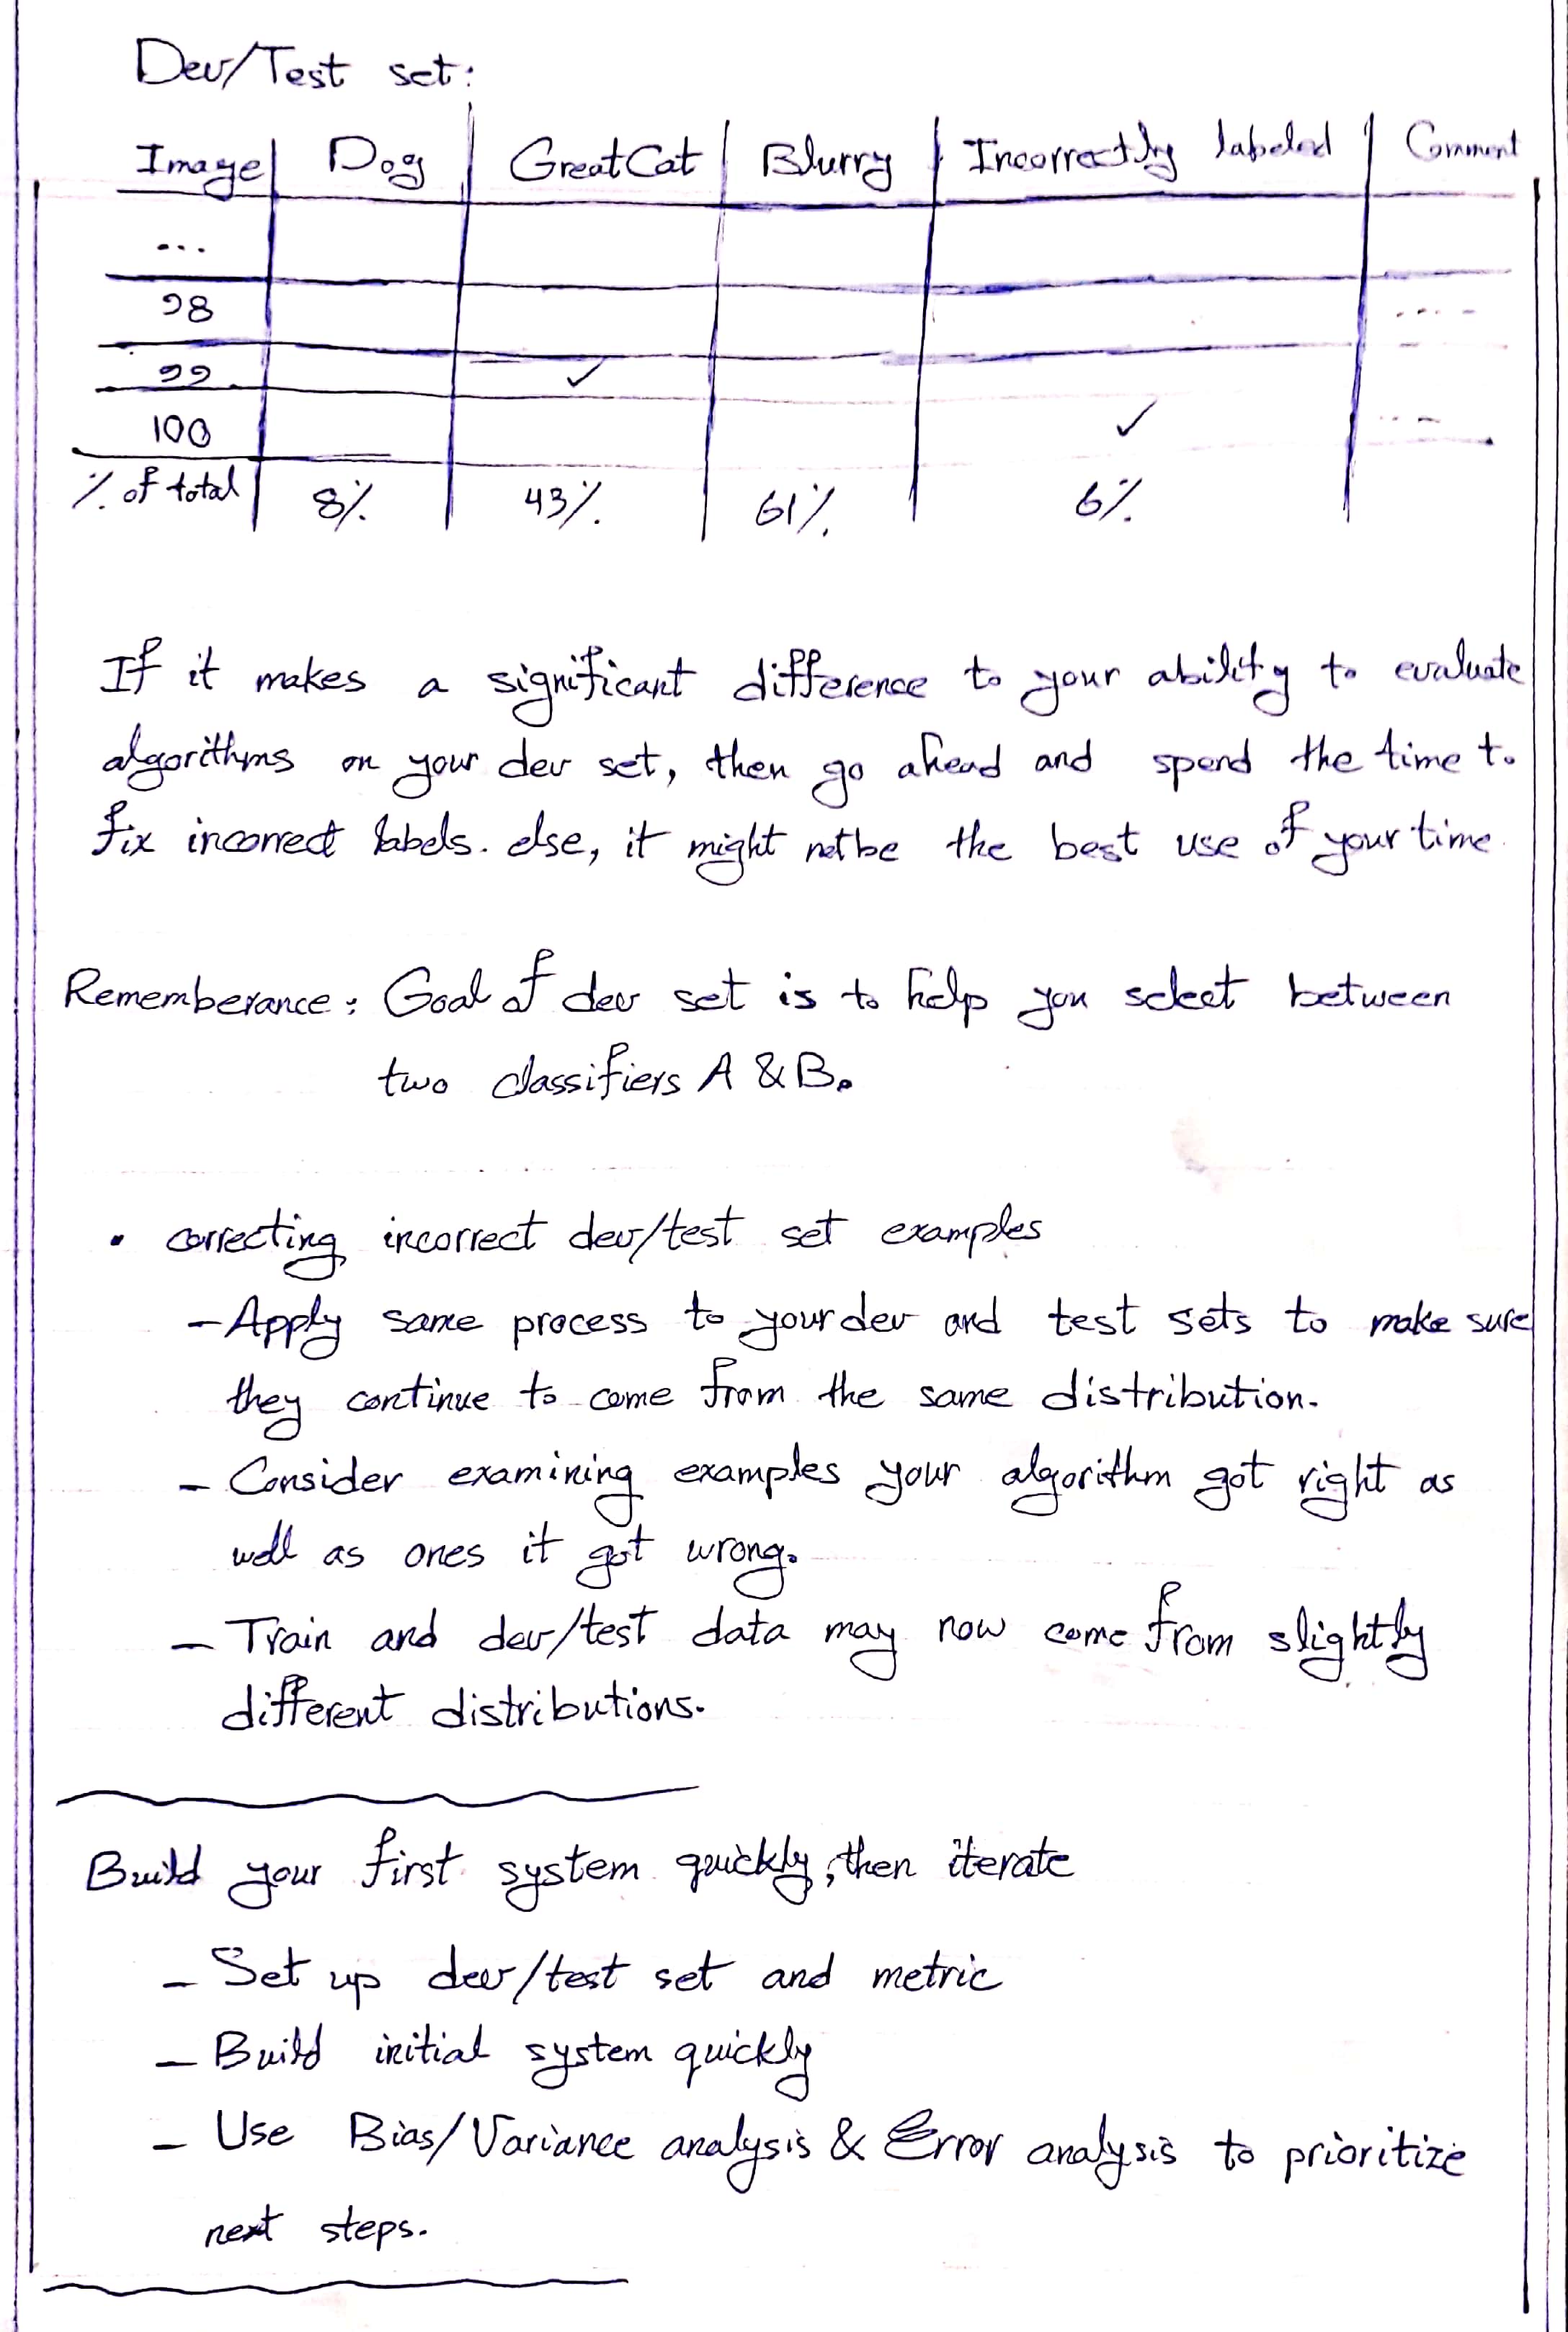 Dev/Test set:
Image | Dog | GreatCat | Blurry | Incorrectly labeled | Comment
...
98 ....
99 ✓
100 ✓ ...
% of total | 8% | 43% | 61% | 6%
If it makes a significant difference to your ability to evaluate
algorithms on your dev set, then go ahead and spend the time to
fix incorrect labels. else, it might not be the best use of your time.
Rememberance: Goal of dev set is to help you select between
two classifiers A & B.
• correcting incorrect dev/test set examples
- Apply same process to your dev and test sets to make sure
they continue to come from the same distribution.
- Consider examining examples your algorithm got right as
well as ones it got wrong.
- Train and dev/test data may now come from slightly
different distributions.
Build your first system quickly, then iterate
- Set up dev/test set and metric
- Build initial system quickly
- Use Bias/Variance analysis & Error analysis to prioritize
next steps.